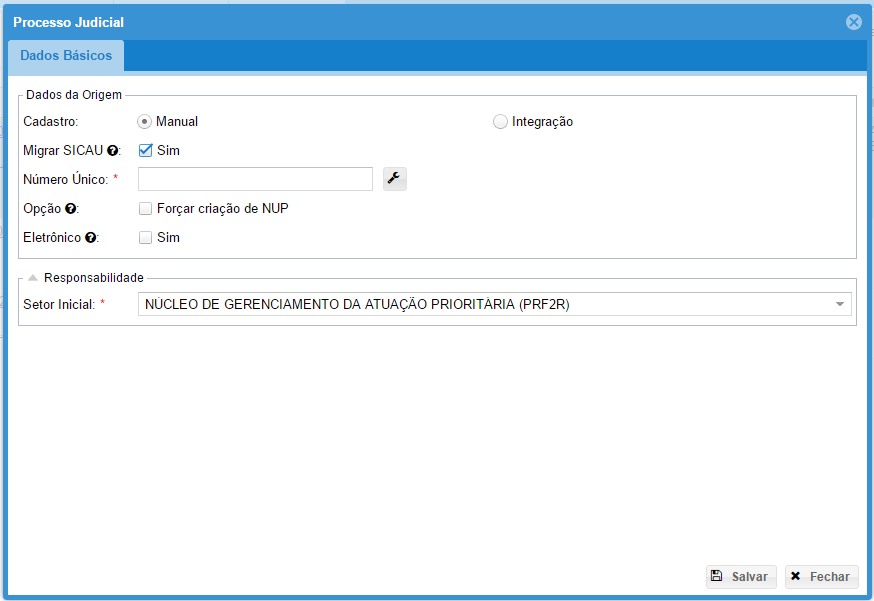 Processo Judicial
Dados Básicos
Dados da Origem
Cadastro: Manual Integração
Migrar SICAU ?: Sim
Número Único: *
Opção ?: Forçar criação de NUP
Eletrônico ?: Sim
Responsabilidade
Setor Inicial: * NÚCLEO DE GERENCIAMENTO DA ATUAÇÃO PRIORITÁRIA (PRF2R)
Salvar Fechar